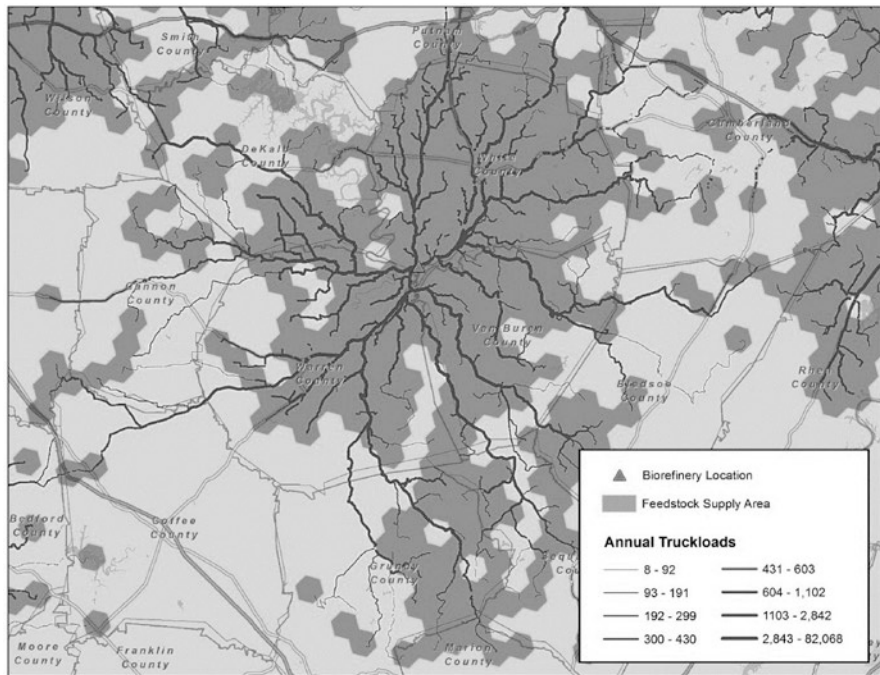 Smith
County
Putnam
County
Wilson
County
Cumberland
County
DeKalb
County
White
County
Cannon
County
Van Buren
County
Warren
County
Bledsoe
County
Rhea
County
Bedford
County
Coffee
County
Grundy
County
Moore
County
Franklin
County
Marion
County
Biorefinery Location
Feedstock Supply Area
Annual Truckloads
8 - 92
431 - 603
93 - 191
604 - 1,102
192 - 299
1103 - 2,842
300 - 430
2,843 - 82,068